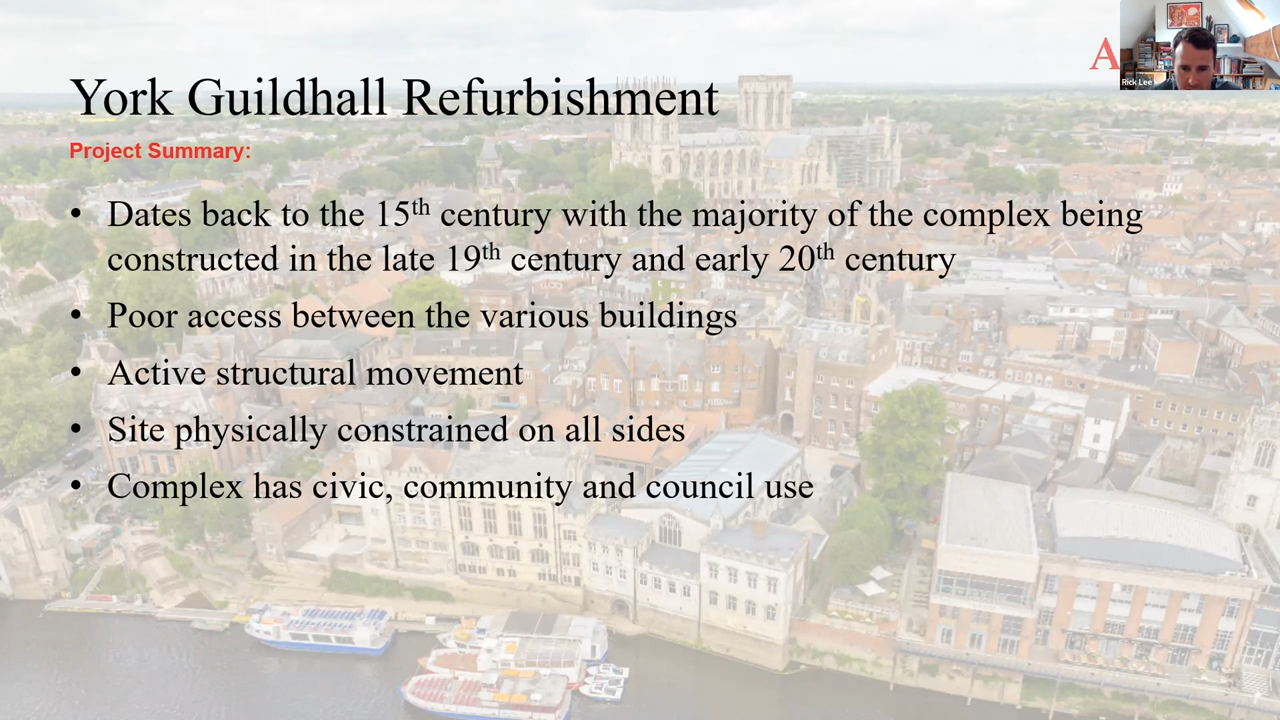 York Guildhall Refurbishment
A
Rick Lee
Project Summary:
• Dates back to the 15th century with the majority of the complex being
constructed in the late 19th century and early 20th century
• Poor access between the various buildings
• Active structural movement
• Site physically constrained on all sides
• Complex has civic, community and council use